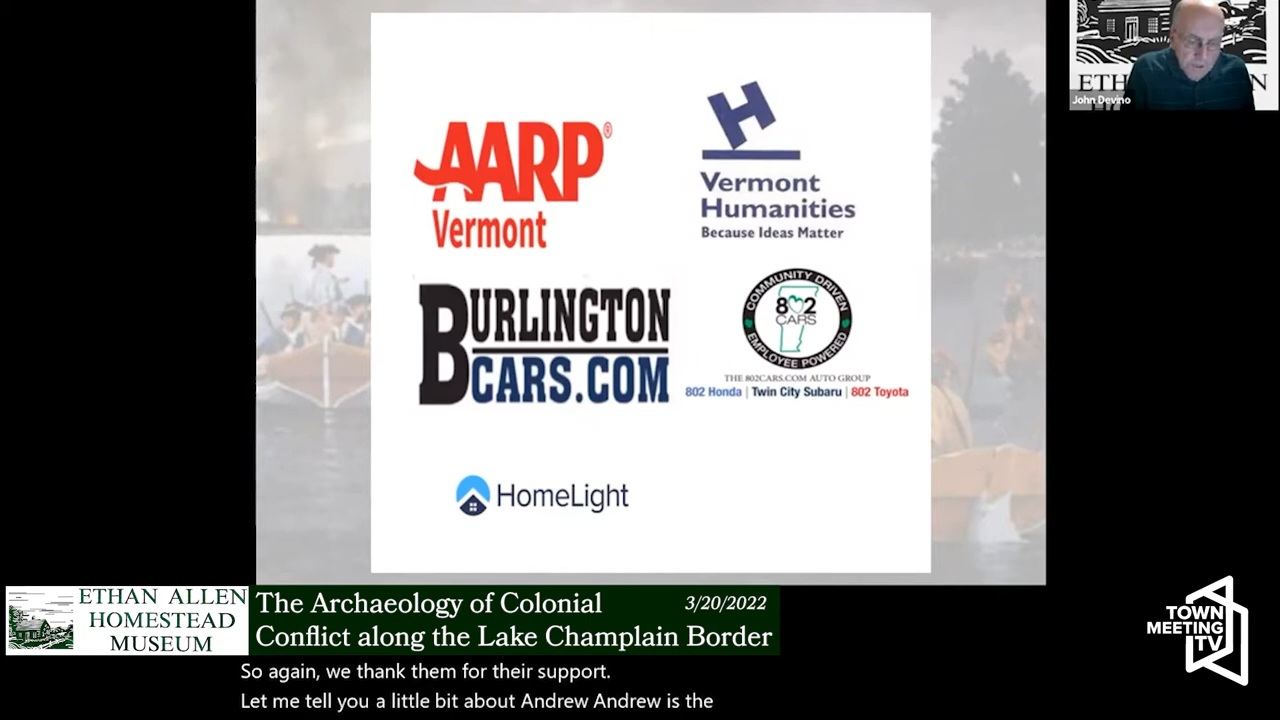 AARP®
Vermont
H
Vermont
Humanities
Because Ideas Matter
BURLINGTON
CARS.COM
COMMUNITY DRIVEN
802
CARS
EMPLOYEE POWERED
THE 802CARS.COM AUTO GROUP
802 Honda | Twin City Subaru | 802 Toyota
HomeLight
ETH EN
John Devino
ETHAN ALLEN
HOMESTEAD
MUSEUM
The Archaeology of Colonial 3/20/2022
Conflict along the Lake Champlain Border
So again, we thank them for their support.
Let me tell you a little bit about Andrew Andrew is the
TOWN
MEETING
TV